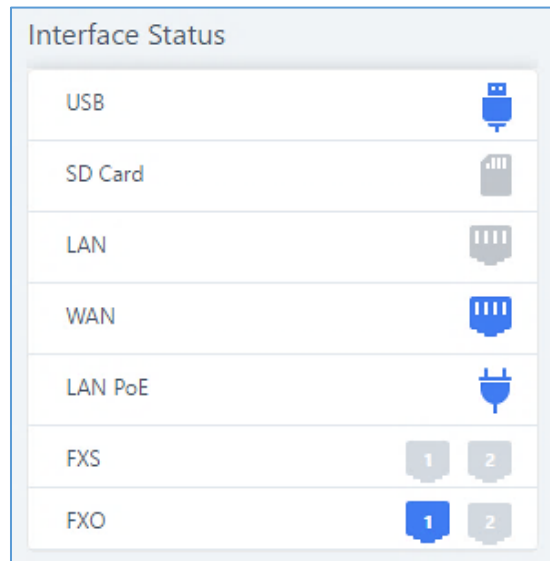 Interface Status
USB
SD Card
LAN
WAN
LAN PoE
FXS 1 2
FXO 1 2